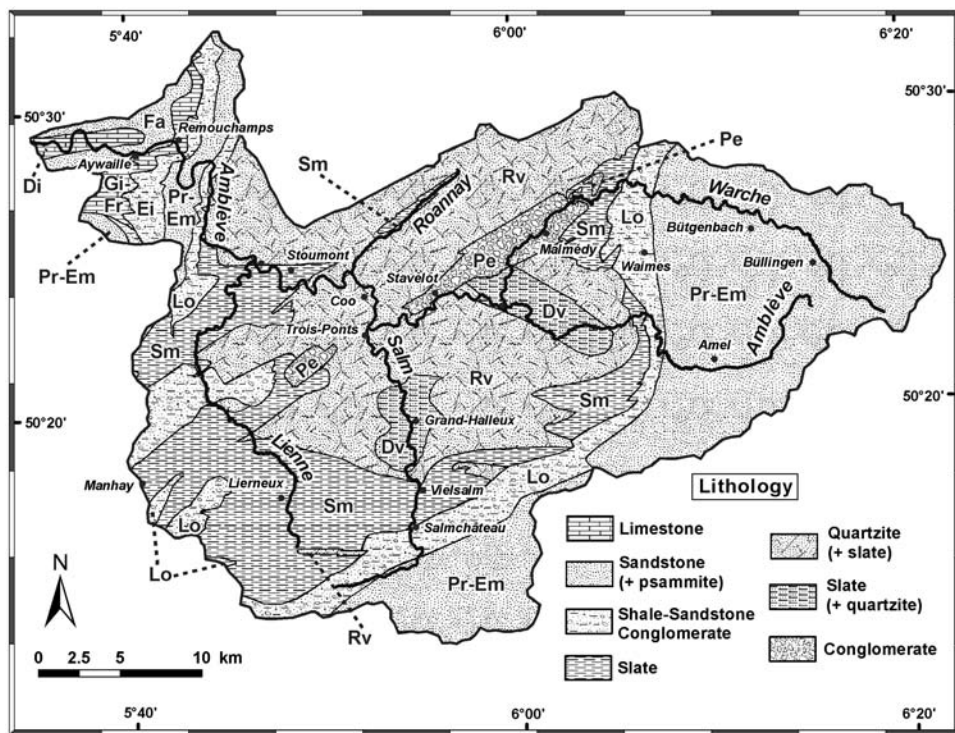 5°40'
6°00'
6°20'
50°30'
50°30'
Fa
Remouchamps
Aywaille
Di
Gi
Fr
Ei
Pr-
Em
Amblève
Pr-Em
Sm
Roannay
Rv
Pe
Warche
Sm
Lo
Bütgenbach
Malmédy
Waimes
Büllingen
Stoumont
Stavelot
Pe
Pr-Em
Lo
Coo
Dv
Amblève
Trois-Ponts
Amel
Sm
Pe
Salm
Rv
50°20'
50°20'
Sm
Grand-Halleux
Dv
Lienne
Manhay
Lierneux
Vielsalm
Lo
Sm
Lo
Salmchâteau
Lo
Pr-Em
Rv
N
0 2.5 5 10 km
Lithology
Limestone
Sandstone
(+ psammite)
Shale-Sandstone
Conglomerate
Slate
Quartzite
(+ slate)
Slate
(+ quartzite)
Conglomerate
5°40'
6°00'
6°20'